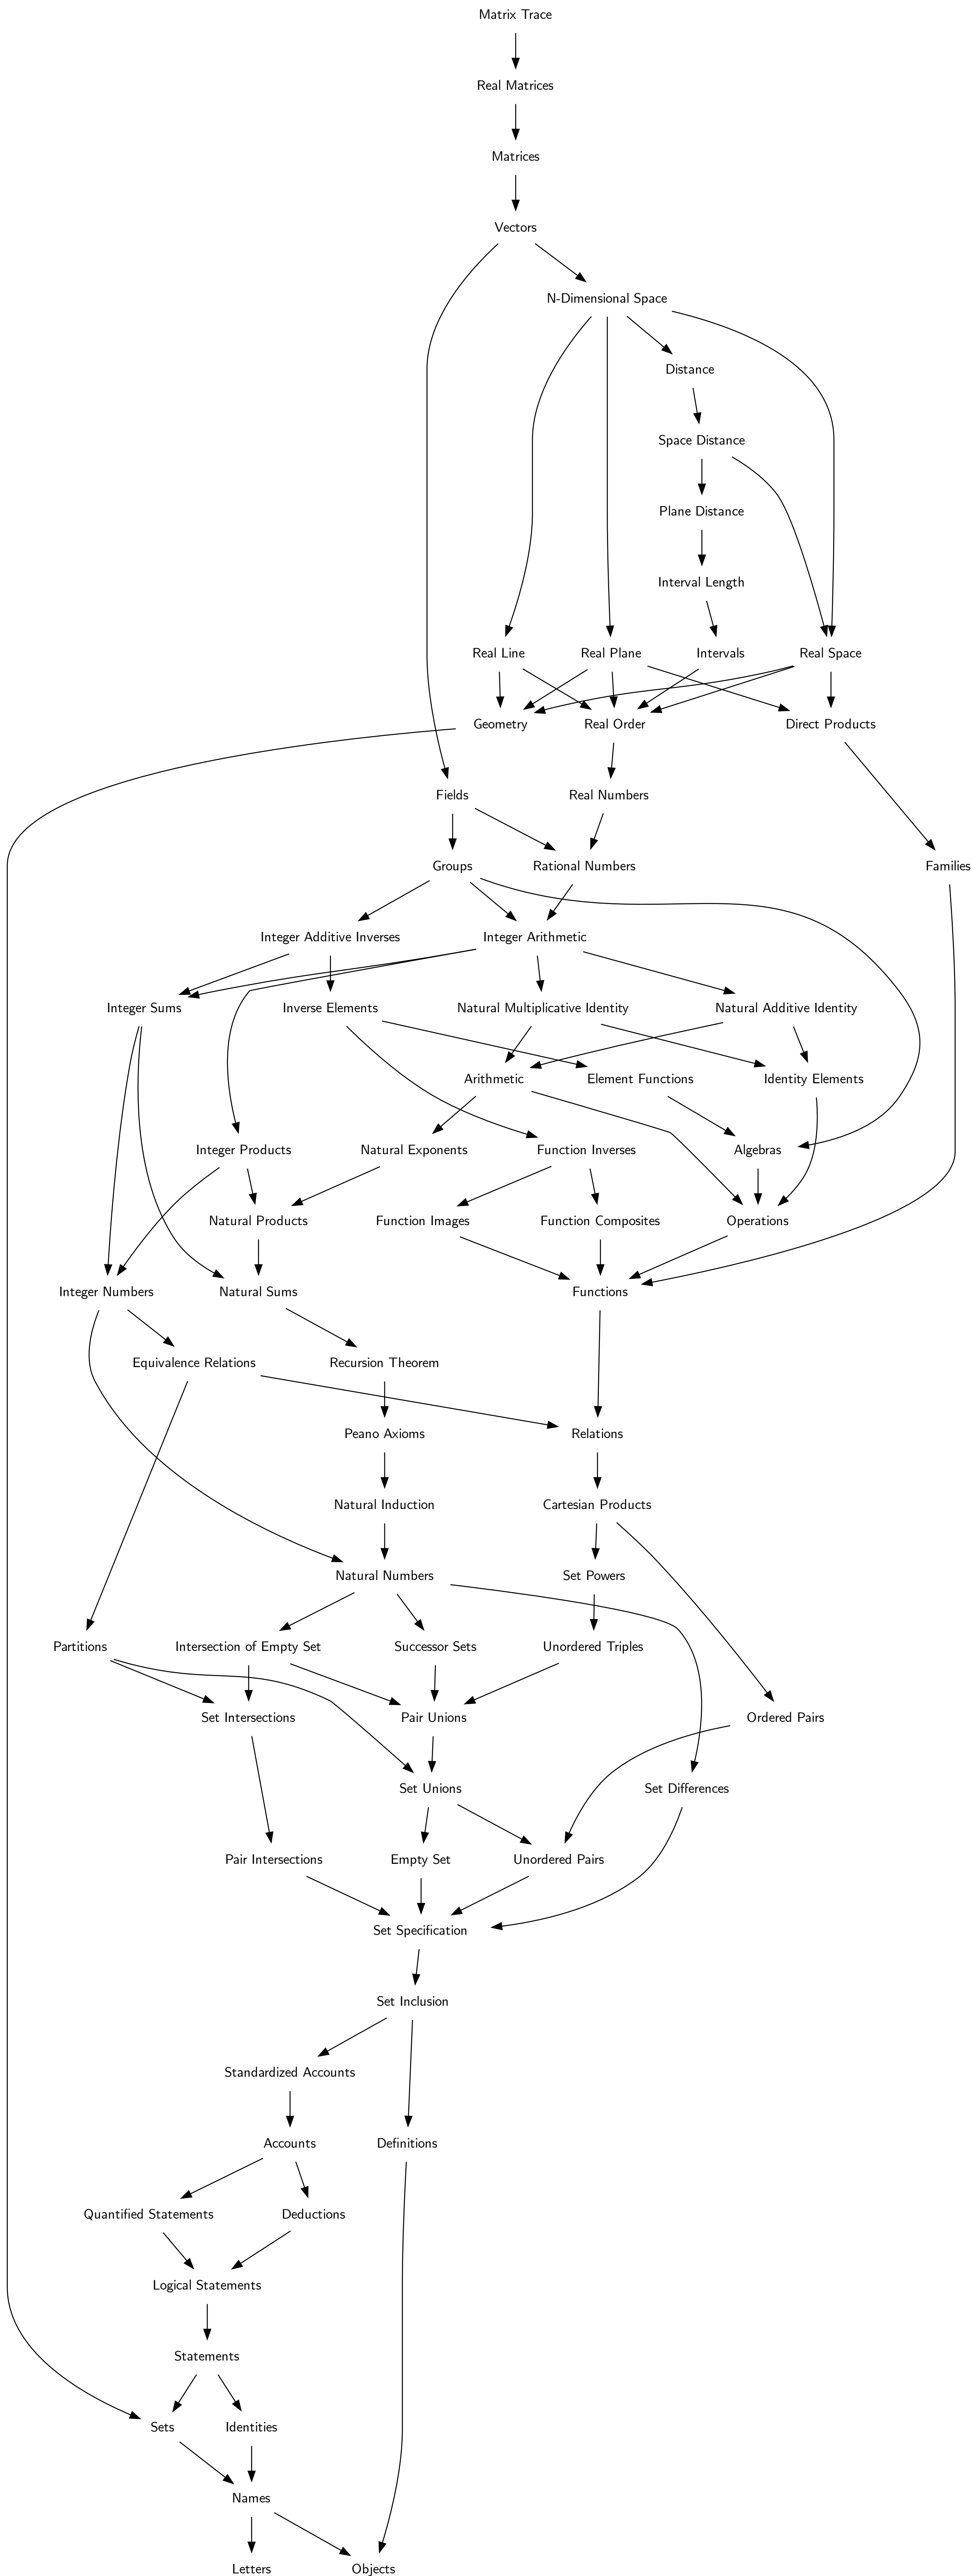 Matrix Trace
Real Matrices
Matrices
Vectors
N-Dimensional Space
Distance
Space Distance
Plane Distance
Interval Length
Real Line
Real Plane
Intervals
Real Space
Geometry
Real Order
Direct Products
Fields
Real Numbers
Groups
Rational Numbers
Families
Integer Additive Inverses
Integer Arithmetic
Integer Sums
Inverse Elements
Natural Multiplicative Identity
Natural Additive Identity
Arithmetic
Element Functions
Identity Elements
Integer Products
Natural Exponents
Function Inverses
Algebras
Natural Products
Function Images
Function Composites
Operations
Integer Numbers
Natural Sums
Functions
Equivalence Relations
Recursion Theorem
Peano Axioms
Relations
Natural Induction
Cartesian Products
Natural Numbers
Set Powers
Partitions
Intersection of Empty Set
Successor Sets
Unordered Triples
Set Intersections
Pair Unions
Ordered Pairs
Set Unions
Set Differences
Pair Intersections
Empty Set
Unordered Pairs
Set Specification
Set Inclusion
Standardized Accounts
Accounts
Definitions
Quantified Statements
Deductions
Logical Statements
Statements
Sets
Identities
Names
Letters
Objects